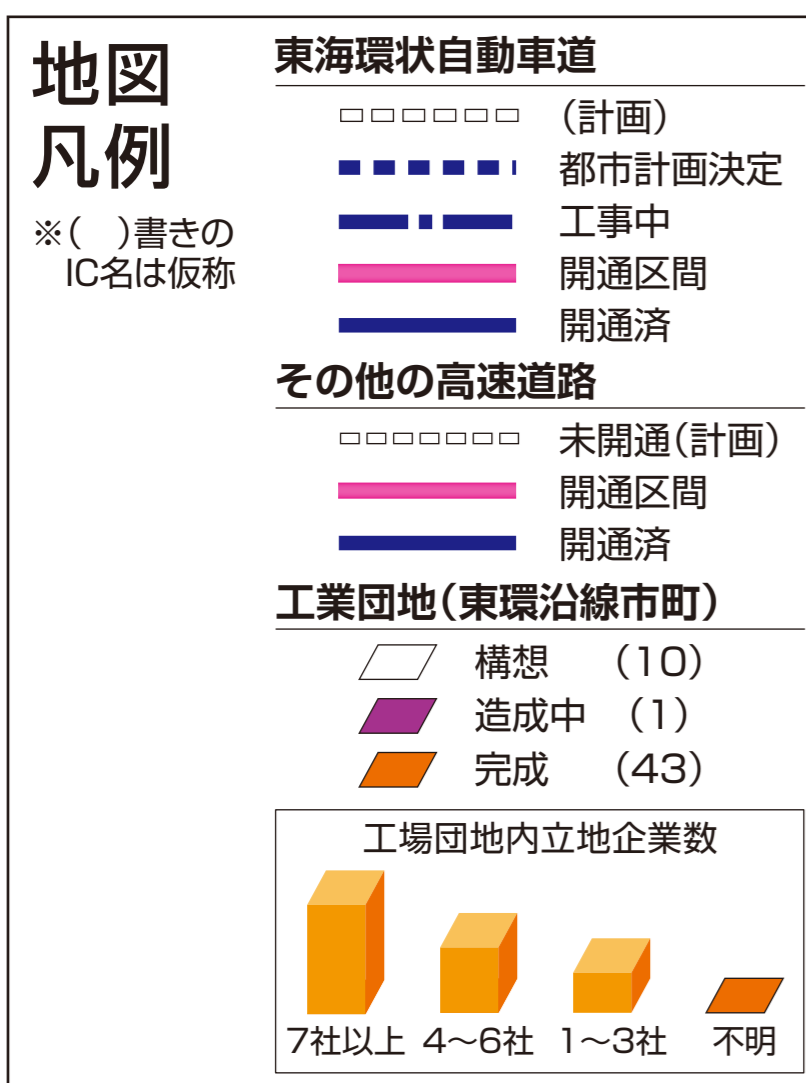 地図
凡例
※(　)書きの
IC名は仮称
東海環状自動車道
(計画)
都市計画決定
工事中
開通区間
開通済
その他の高速道路
未開通(計画)
開通区間
開通済
工業団地(東環沿線市町)
構想　(10)
造成中　(1)
完成　(43)
工場団地内立地企業数
7社以上 4〜6社 1〜3社 不明